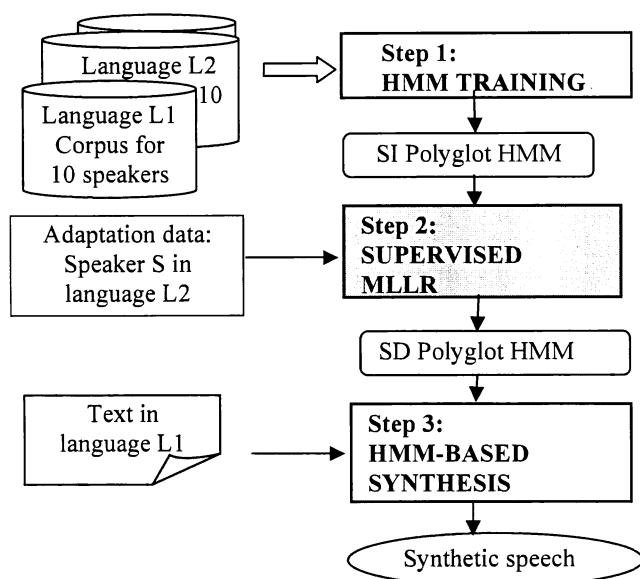 Language L2
10
Language L1
Corpus for
10 speakers
Step 1:
HMM TRAINING
SI Polyglot HMM
Adaptation data:
Speaker S in
language L2
Step 2:
SUPERVISED
MLLR
SD Polyglot HMM
Text in
language L1
Step 3:
HMM-BASED
SYNTHESIS
Synthetic speech